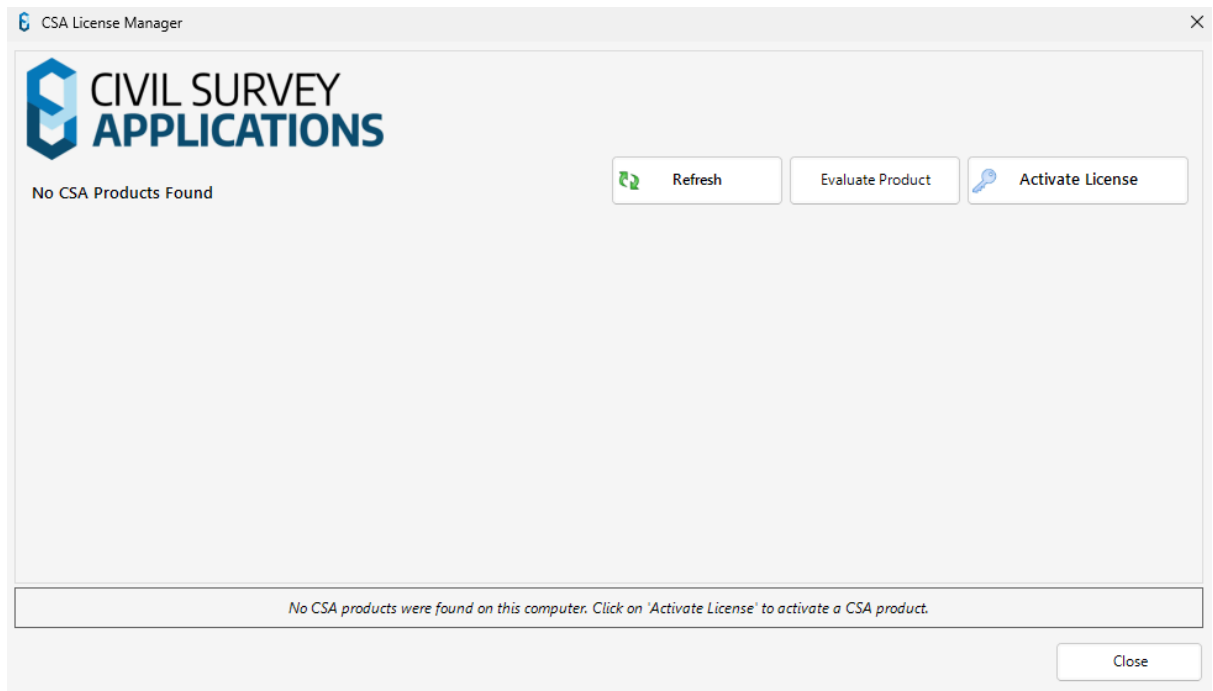 CSA License Manager
CIVIL SURVEY
APPLICATIONS
No CSA Products Found
Refresh
Evaluate Product
Activate License
No CSA products were found on this computer. Click on 'Activate License' to activate a CSA product.
Close